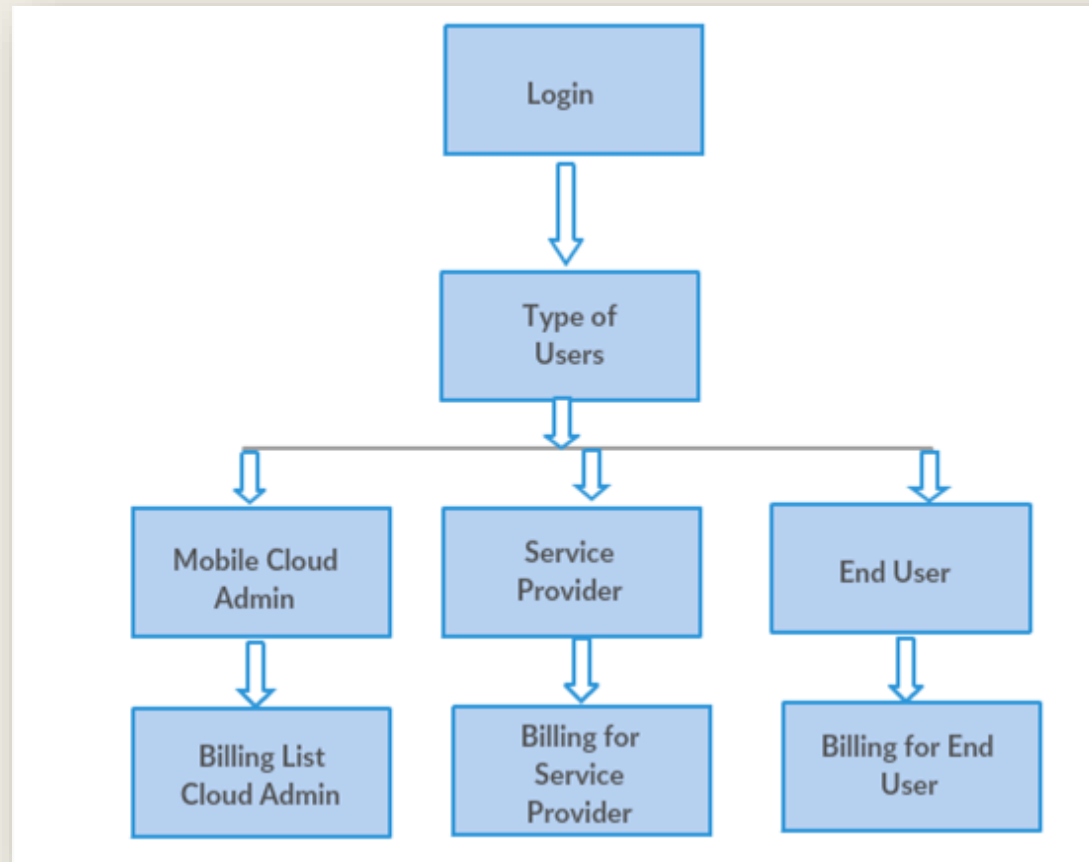 Login
Type of
Users
Mobile Cloud
Admin
Service
Provider
End User
Billing List
Cloud Admin
Billing for
Service
Provider
Billing for End
User